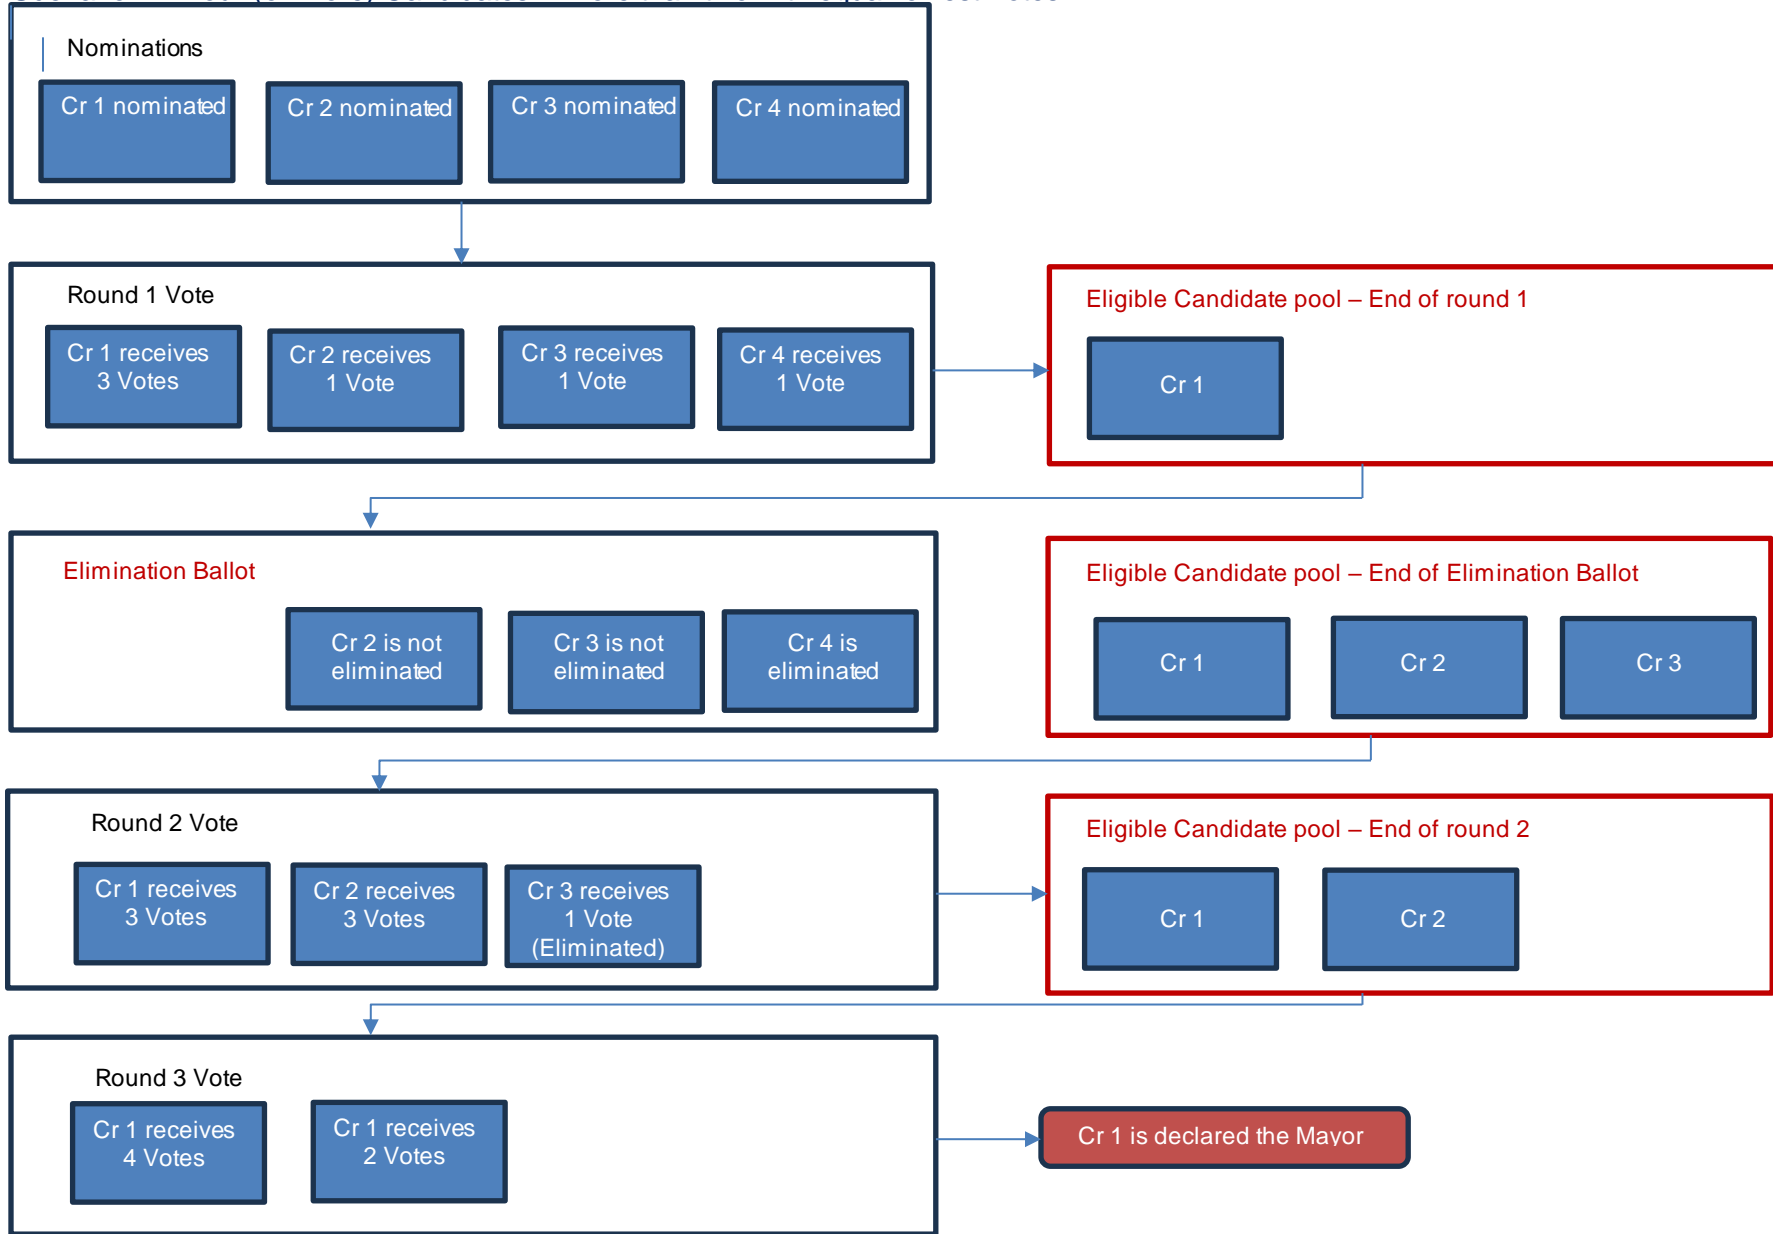 Nominations
Cr 1 nominated
Cr 2 nominated
Cr 3 nominated
Cr 4 nominated
Round 1 Vote
Cr 1 receives
3 Votes
Cr 2 receives
1 Vote
Cr 3 receives
1 Vote
Cr 4 receives
1 Vote
Eligible Candidate pool – End of round 1
Cr 1
Elimination Ballot
Cr 2 is not
eliminated
Cr 3 is not
eliminated
Cr 4 is
eliminated
Eligible Candidate pool – End of Elimination Ballot
Cr 1
Cr 2
Cr 3
Round 2 Vote
Cr 1 receives
3 Votes
Cr 2 receives
3 Votes
Cr 3 receives
1 Vote
(Eliminated)
Eligible Candidate pool – End of round 2
Cr 1
Cr 2
Round 3 Vote
Cr 1 receives
4 Votes
Cr 1 receives
2 Votes
Cr 1 is declared the Mayor